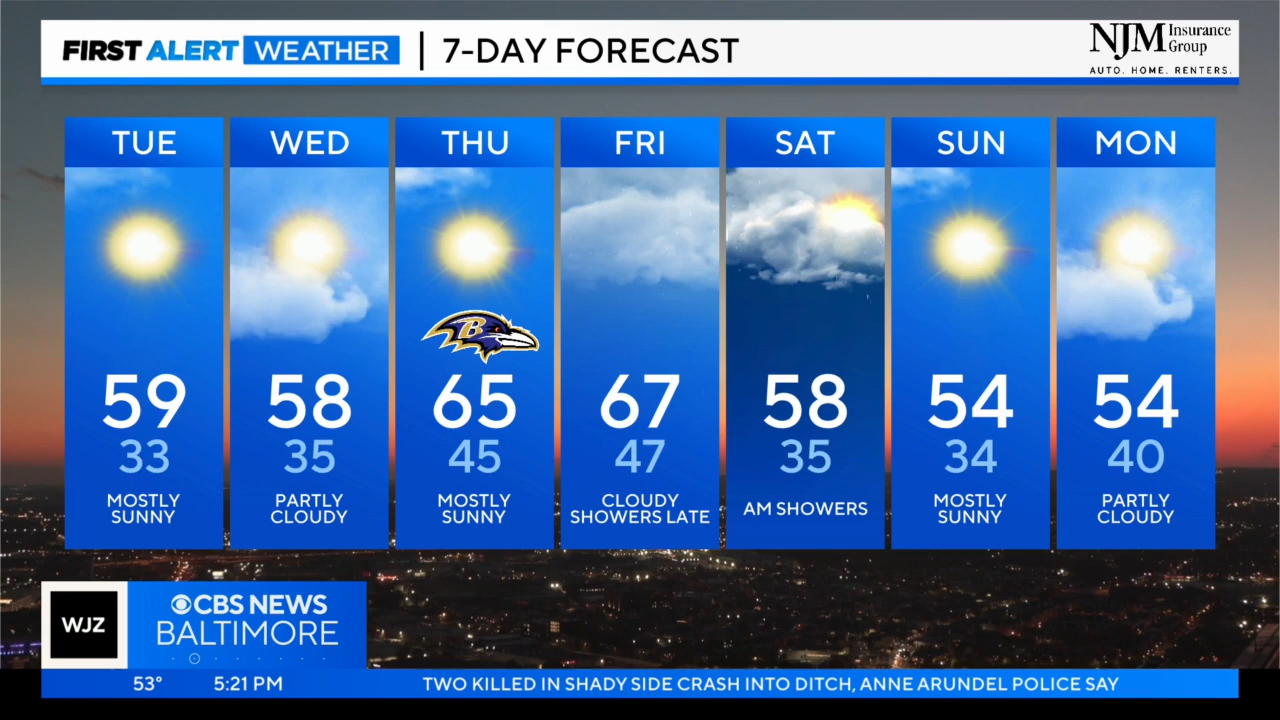 FIRST ALERT WEATHER | 7-DAY FORECAST
NJM Insurance Group
AUTO. HOME. RENTERS.
TUE WED THU FRI SAT SUN MON
B
59 58 65 67 58 54 54
33 35 45 47 35 34 40
MOSTLY SUNNY
PARTLY CLOUDY
MOSTLY SUNNY
CLOUDY SHOWERS LATE
AM SHOWERS
MOSTLY SUNNY
PARTLY CLOUDY
WJZ
CBS NEWS
BALTIMORE
53° 5:21 PM TWO KILLED IN SHADY SIDE CRASH INTO DITCH, ANNE ARUNDEL POLICE SAY